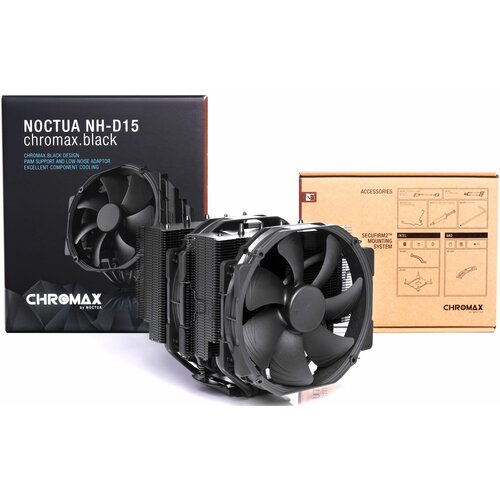 NOCTUA NH-D15
chromax.black
CHROMAX.BLACK DESIGN
PWM SUPPORT AND LOW-NOISE ADAPTOR
EXCELLENT COMPONENT COOLING
CHROMAX
by NOCTUA
ACCESSORIES
SECUFIRM2™
MOUNTING
SYSTEM
INTEL
AMD
CHROMAX